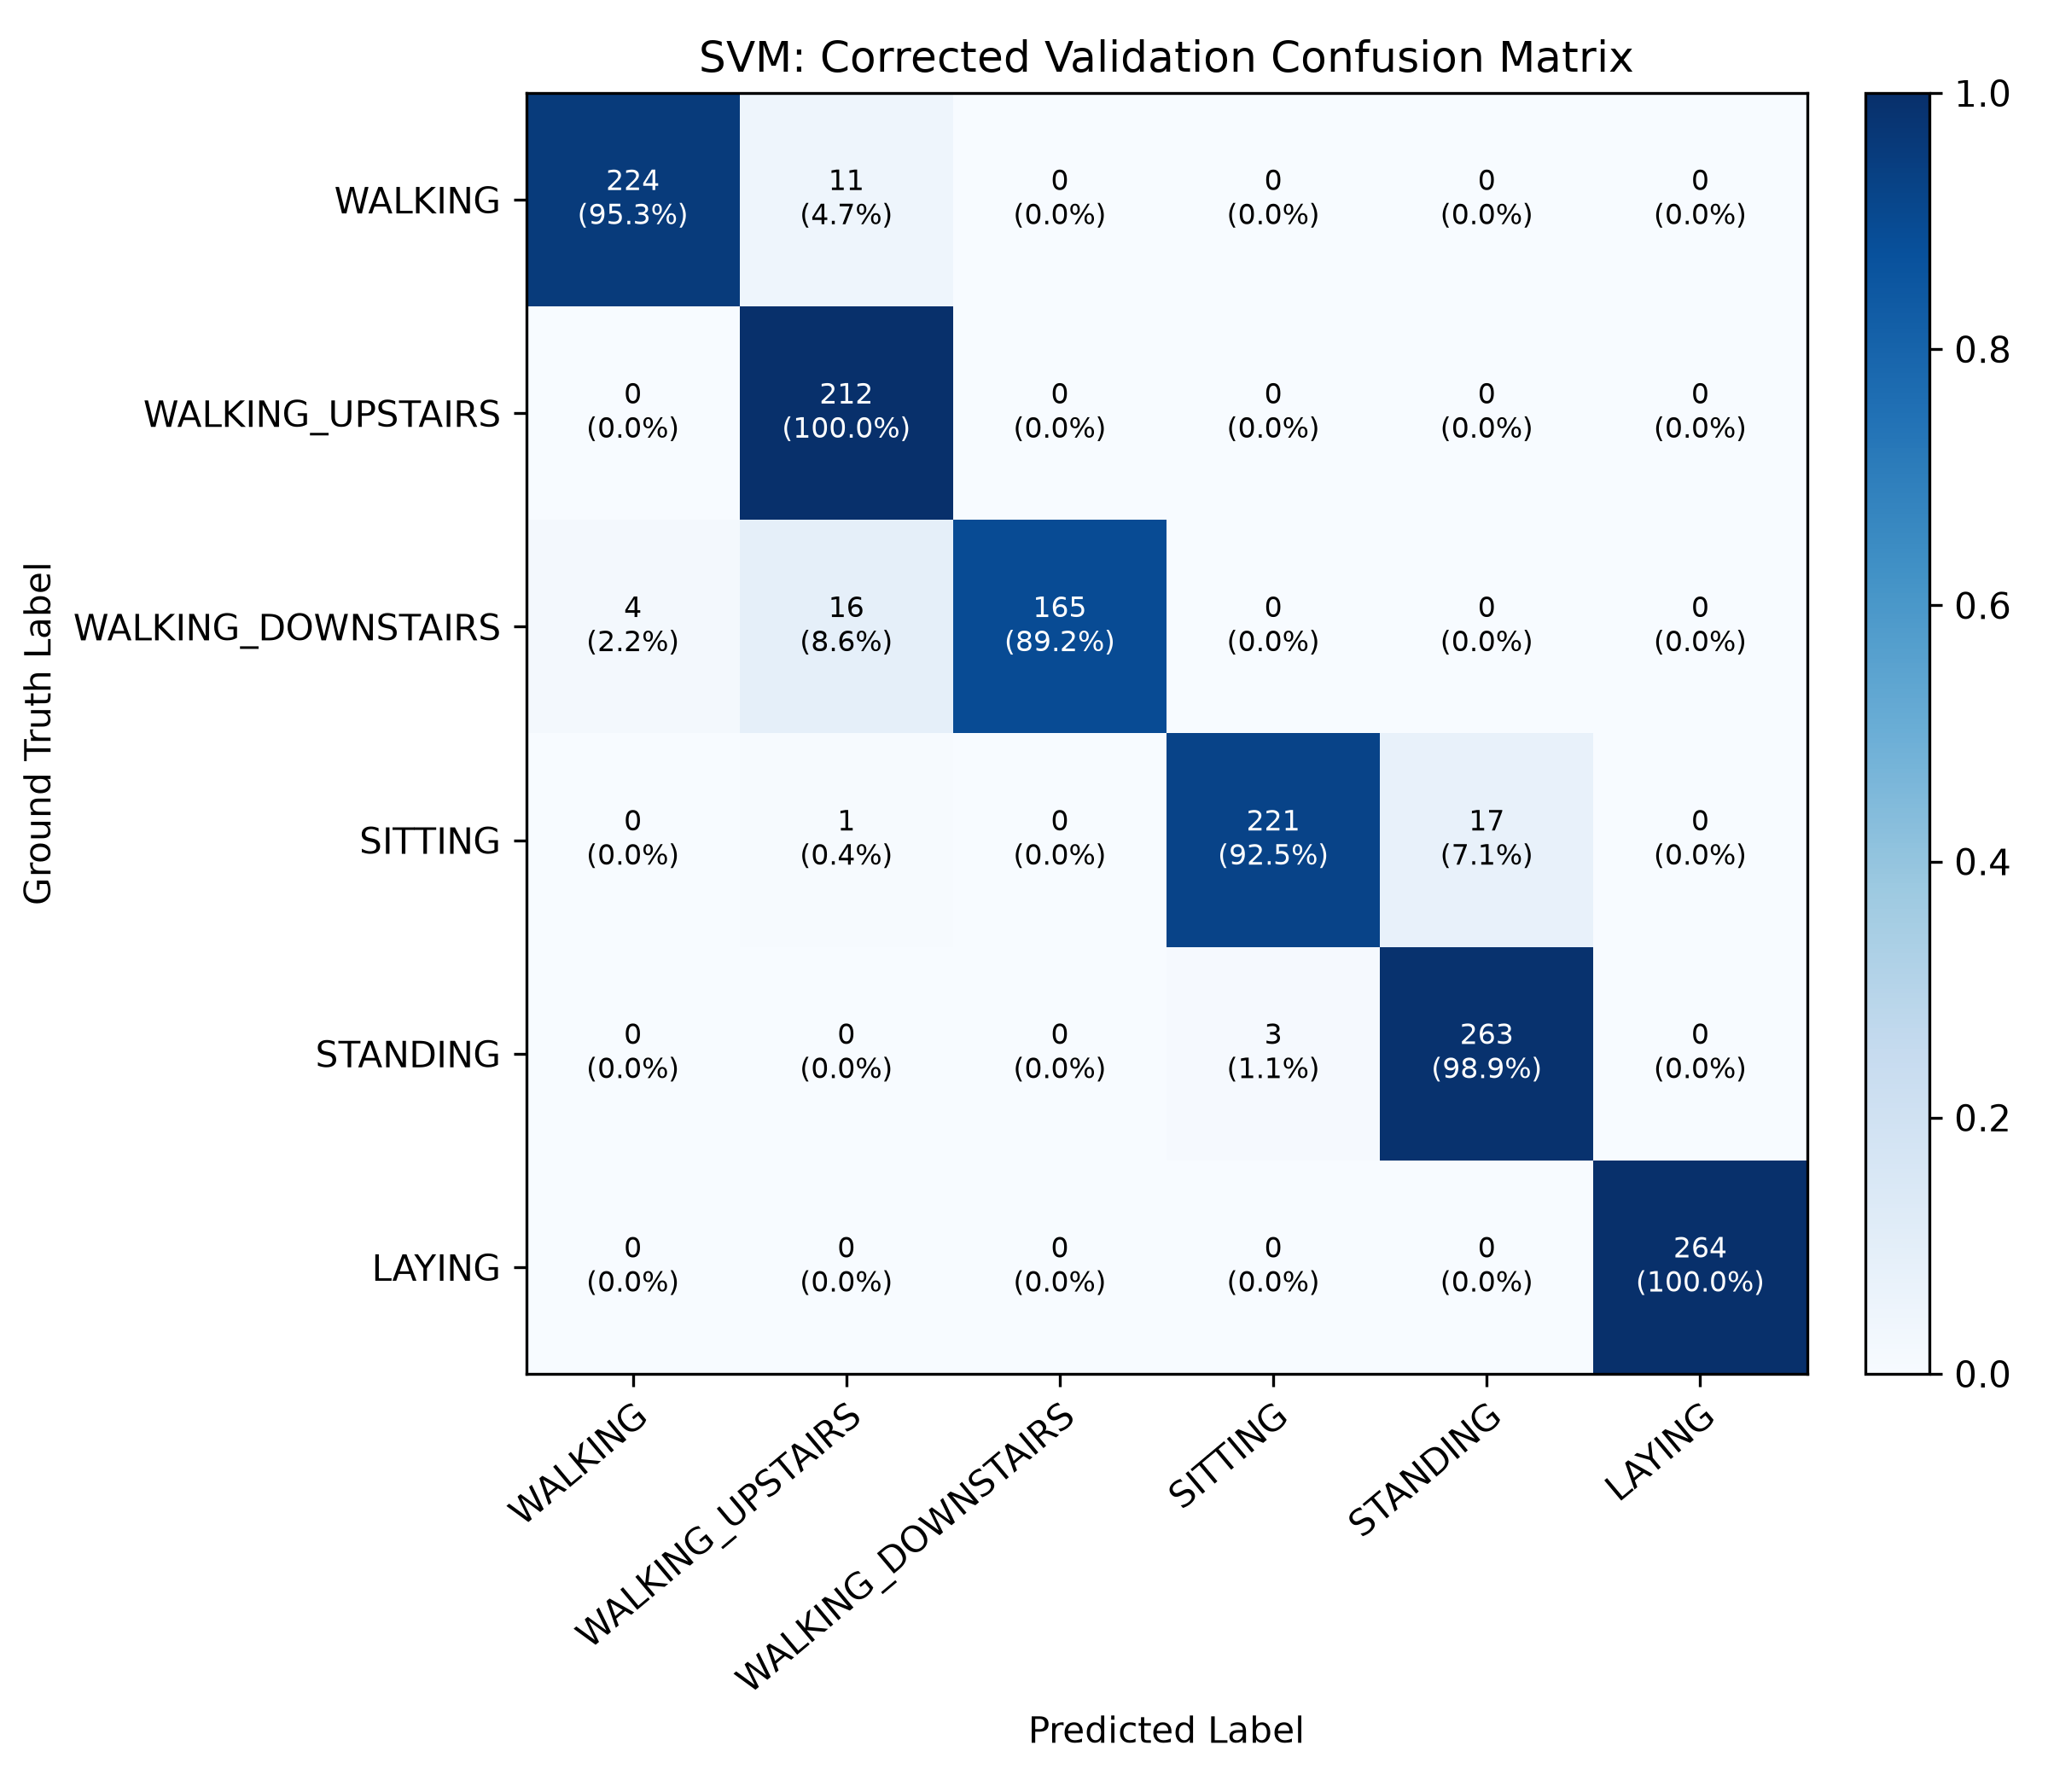 SVM: Corrected Validation Confusion Matrix
1.0
0.8
0.6
0.4
0.2
0.0
Ground Truth Label
WALKING
224 11 0 0 0 0
(95.3%) (4.7%) (0.0%) (0.0%) (0.0%) (0.0%)
WALKING_UPSTAIRS
0 212 0 0 0 0
(0.0%) (100.0%) (0.0%) (0.0%) (0.0%) (0.0%)
WALKING_DOWNSTAIRS
4 16 165 0 0 0
(2.2%) (8.6%) (89.2%) (0.0%) (0.0%) (0.0%)
SITTING
0 1 0 221 17 0
(0.0%) (0.4%) (0.0%) (92.5%) (7.1%) (0.0%)
STANDING
0 0 0 3 263 0
(0.0%) (0.0%) (0.0%) (1.1%) (98.9%) (0.0%)
LAYING
0 0 0 0 0 264
(0.0%) (0.0%) (0.0%) (0.0%) (0.0%) (100.0%)
WALKING
WALKING_UPSTAIRS
WALKING_DOWNSTAIRS
SITTING
STANDING
LAYING
Predicted Label